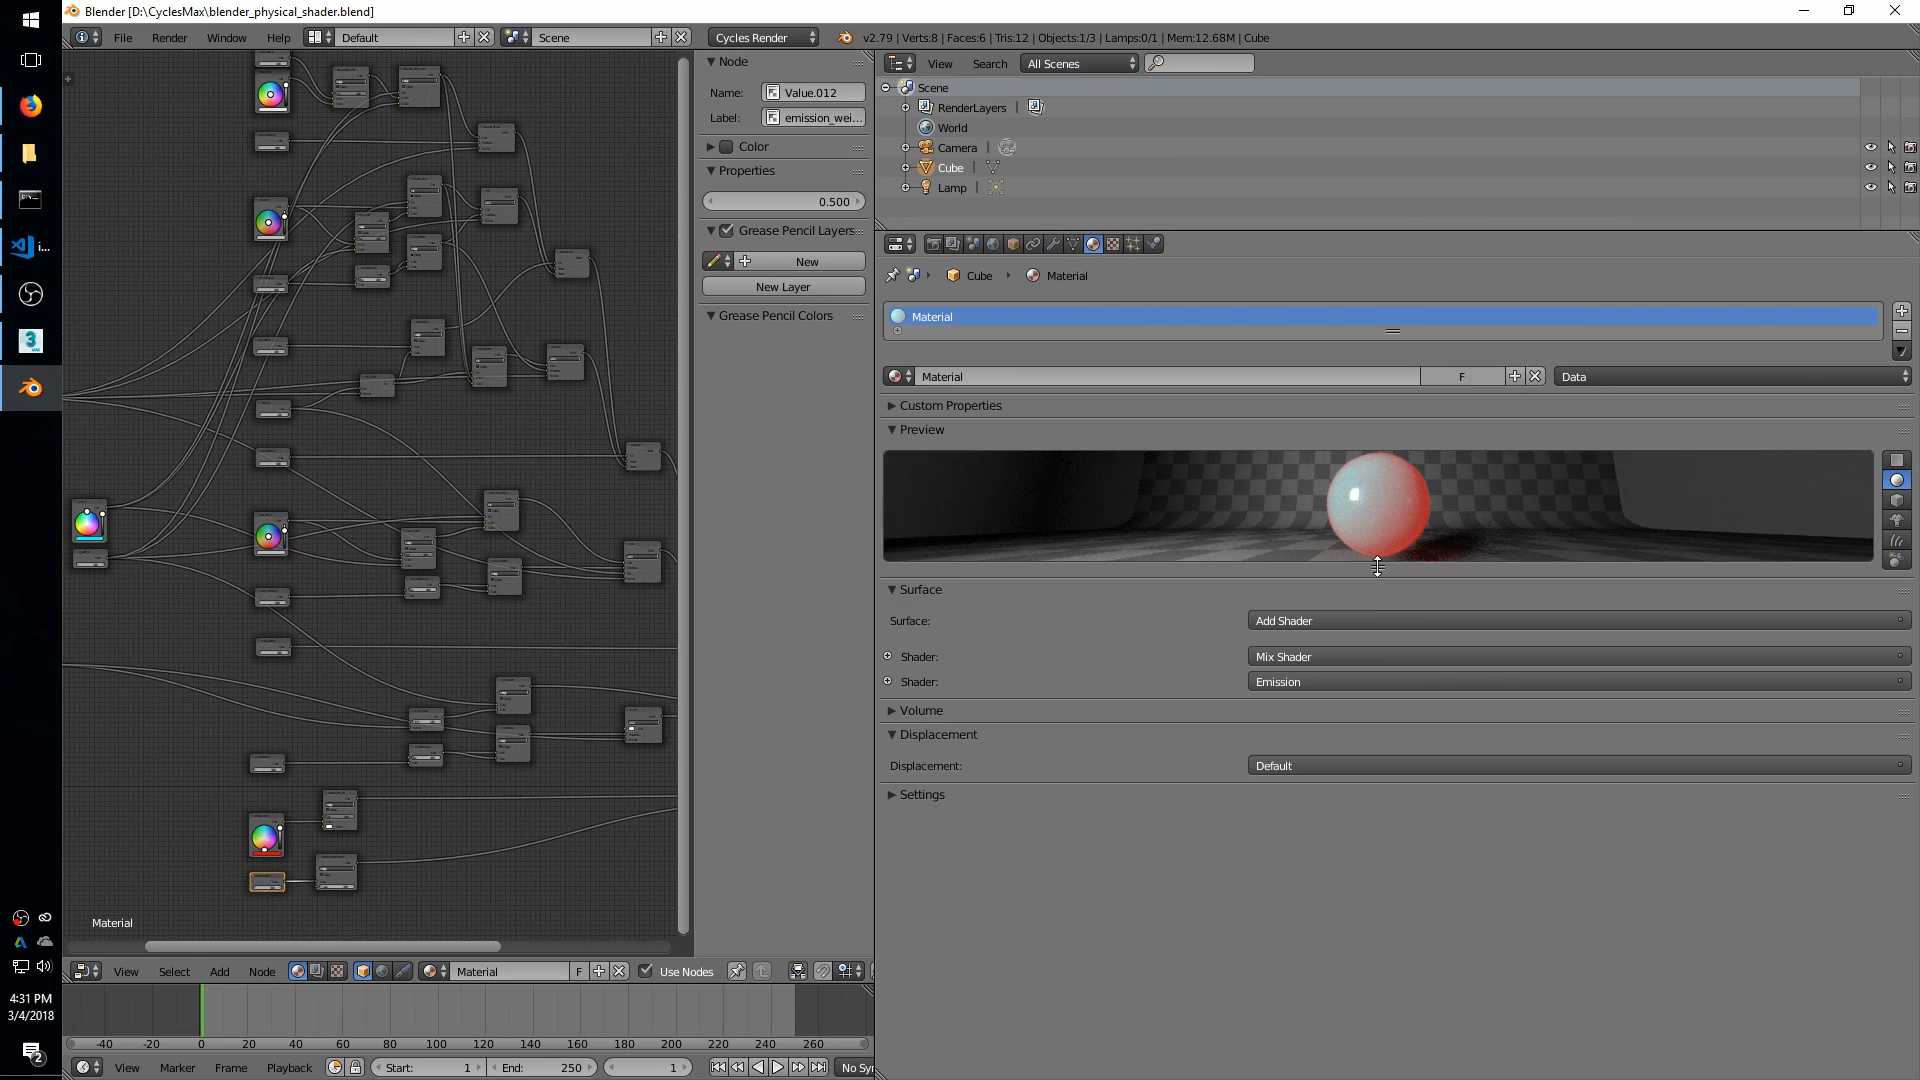 Blender [D:\CyclesMax\blender_physical_shader.blend]
File Render Window Help Default Scene Cycles Render v2.79 | Verts:8 | Faces:6 | Tris:12 | Objects:1/3 | Lamps:0/1 | Mem:12.68M | Cube
Node
Name: Value.012
Label: emission_wei...
Color
Properties
0.500
Grease Pencil Layers
New
New Layer
Grease Pencil Colors
View Search All Scenes
Scene
RenderLayers
World
Camera
Cube
Lamp
Cube Material
Material
Material F Data
Custom Properties
Preview
Surface
Surface: Add Shader
Shader: Mix Shader
Shader: Emission
Volume
Displacement
Displacement: Default
Settings
Material
View Select Add Node Material F Use Nodes
-40 -20 0 20 40 60 80 100 120 140 160 180 200 220 240 260
View Marker Frame Playback Start: 1 End: 250 1 No Syn
i...
4:31 PM
3/4/2018
2